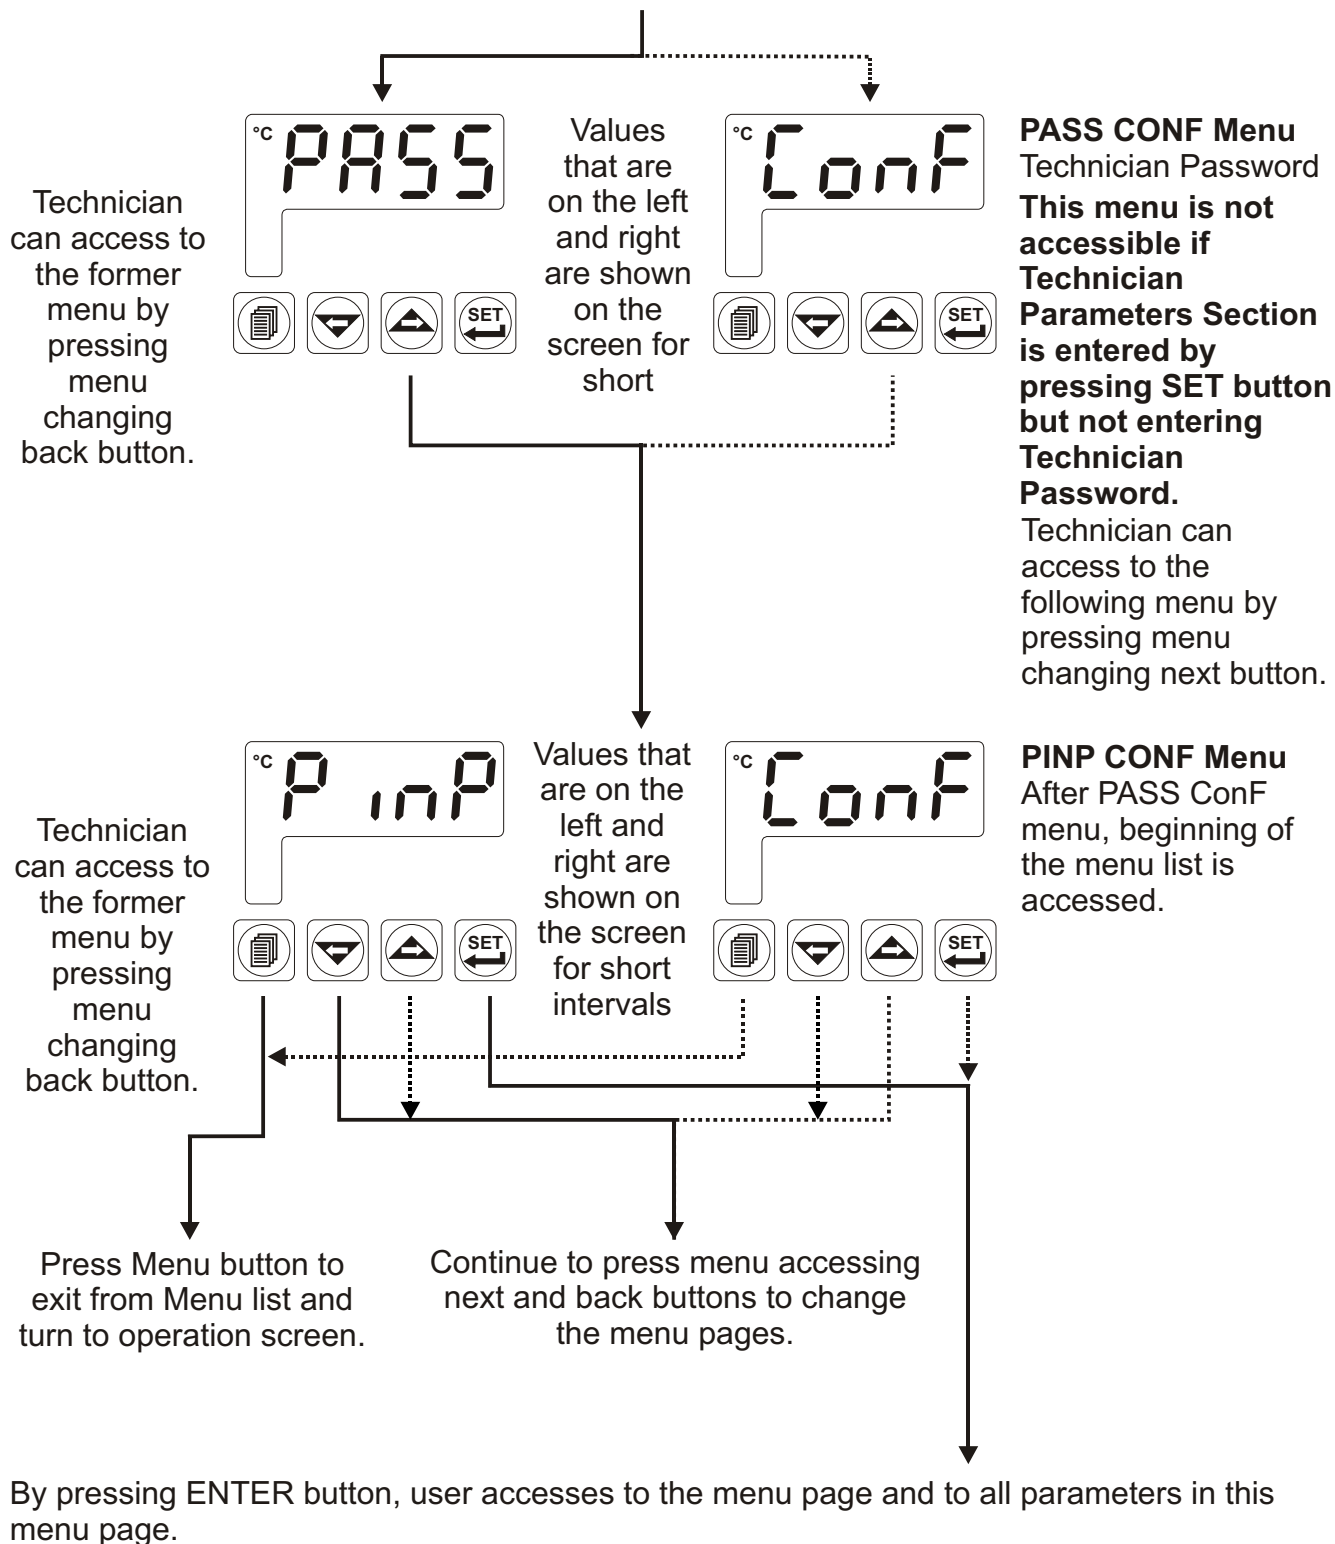 Technician
can access to
the former
menu by
pressing
menu
changing
back button.
°C PASS
SET
Values
that are
on the left
and right
are shown
on the
screen for
short
°C ConF
SET
PASS CONF Menu
Technician Password
This menu is not
accessible if
Technician
Parameters Section
is entered by
pressing SET button
but not entering
Technician
Password.
Technician can
access to the
following menu by
pressing menu
changing next button.
Technician
can access to
the former
menu by
pressing
menu
changing
back button.
°C PinP
SET
Values that
are on the
left and
right are
shown on
the screen
for short
intervals
°C ConF
SET
PINP CONF Menu
After PASS ConF
menu, beginning of
the menu list is
accessed.
Press Menu button to
exit from Menu list and
turn to operation screen.
Continue to press menu accessing
next and back buttons to change
the menu pages.
By pressing ENTER button, user accesses to the menu page and to all parameters in this
menu page.